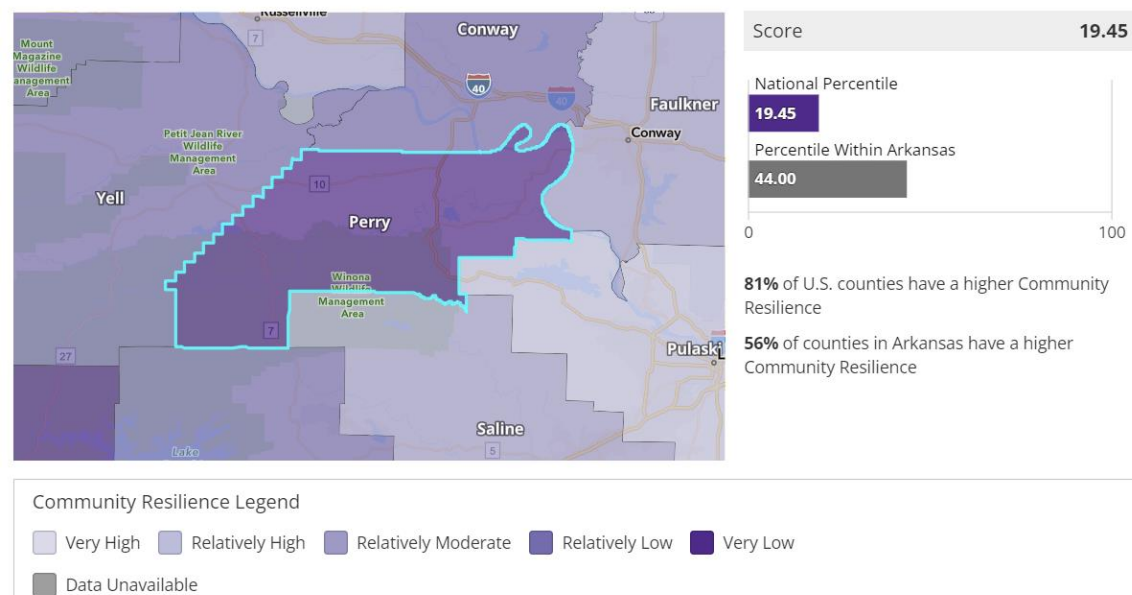 Russellville
7
Conway
Mount
Magazine
Wildlife
Management
Area
40
40
Faulkner
Conway
Petit Jean River
Wildlife
Management
Area
Yell
10
Perry
Winona
Wildlife
Management
Area
7
27
Pulaski
Saline
5
Lake
Score 19.45
National Percentile
19.45
Percentile Within Arkansas
44.00
0 100
81% of U.S. counties have a higher Community
Resilience
56% of counties in Arkansas have a higher
Community Resilience
Community Resilience Legend
Very High Relatively High Relatively Moderate Relatively Low Very Low
Data Unavailable